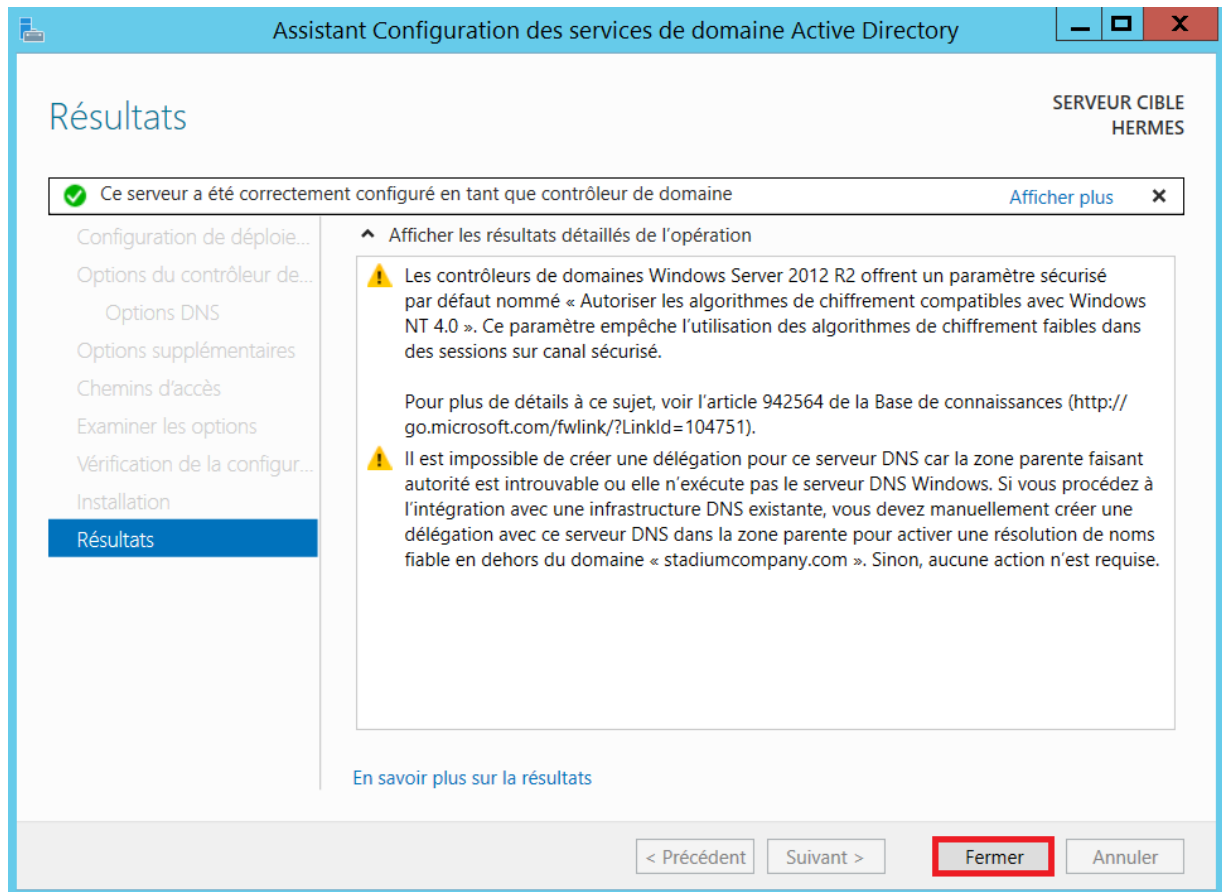 Assistant Configuration des services de domaine Active Directory
Résultats
SERVEUR CIBLE
HERMES
Ce serveur a été correctement configuré en tant que contrôleur de domaine
Afficher plus
Configuration de déploie...
Options du contrôleur de...
Options DNS
Options supplémentaires
Chemins d'accès
Examiner les options
Vérification de la configur...
Installation
Résultats
Afficher les résultats détaillés de l'opération
Les contrôleurs de domaines Windows Server 2012 R2 offrent un paramètre sécurisé
par défaut nommé « Autoriser les algorithmes de chiffrement compatibles avec Windows
NT 4.0 ». Ce paramètre empêche l'utilisation des algorithmes de chiffrement faibles dans
des sessions sur canal sécurisé.
Pour plus de détails à ce sujet, voir l'article 942564 de la Base de connaissances (http://
go.microsoft.com/fwlink/?LinkId=104751).
Il est impossible de créer une délégation pour ce serveur DNS car la zone parente faisant
autorité est introuvable ou elle n'exécute pas le serveur DNS Windows. Si vous procédez à
l'intégration avec une infrastructure DNS existante, vous devez manuellement créer une
délégation avec ce serveur DNS dans la zone parente pour activer une résolution de noms
fiable en dehors du domaine « stadiumcompany.com ». Sinon, aucune action n'est requise.
En savoir plus sur la résultats
< Précédent
Suivant >
Fermer
Annuler